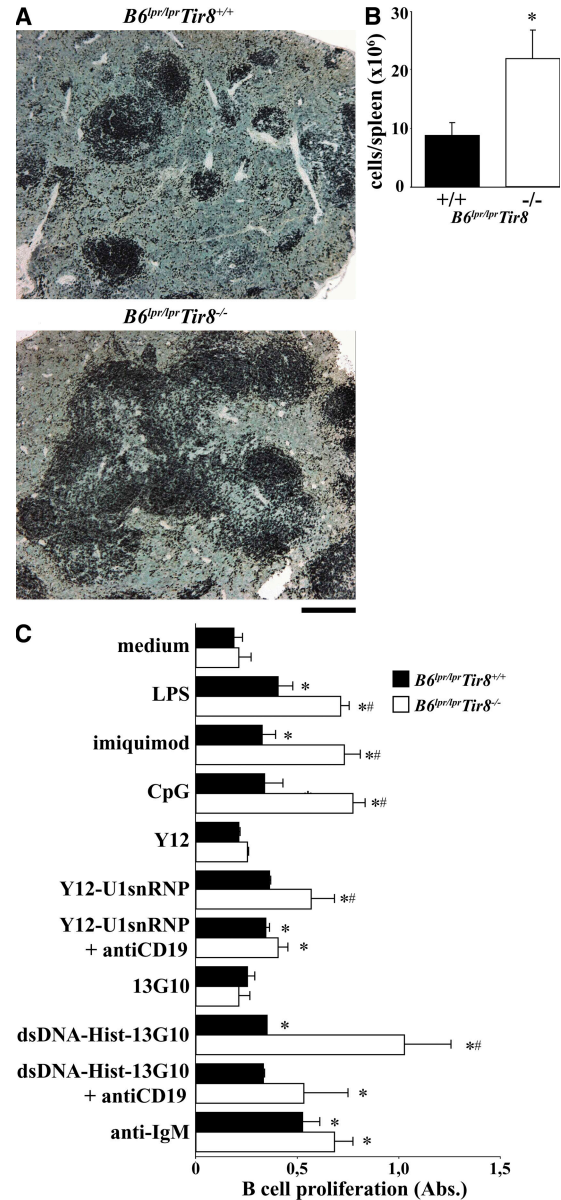 A
B6lpr/lprTir8+/+
B6lpr/lprTir8-/-
B
cells/spleen (x10⁶)
30
20
10
0
*
+/+ -/-
B6lpr/lprTir8
C
B6lpr/lprTir8+/+
B6lpr/lprTir8-/-
medium
LPS
*
*#
imiquimod
*
*#
CpG
*#
Y12
Y12-U1snRNP
*#
Y12-U1snRNP
+ antiCD19
*
*
13G10
dsDNA-Hist-13G10
*
*#
dsDNA-Hist-13G10
+ antiCD19
*
anti-IgM
*
*
0 0,5 1,0 1,5
B cell proliferation (Abs.)